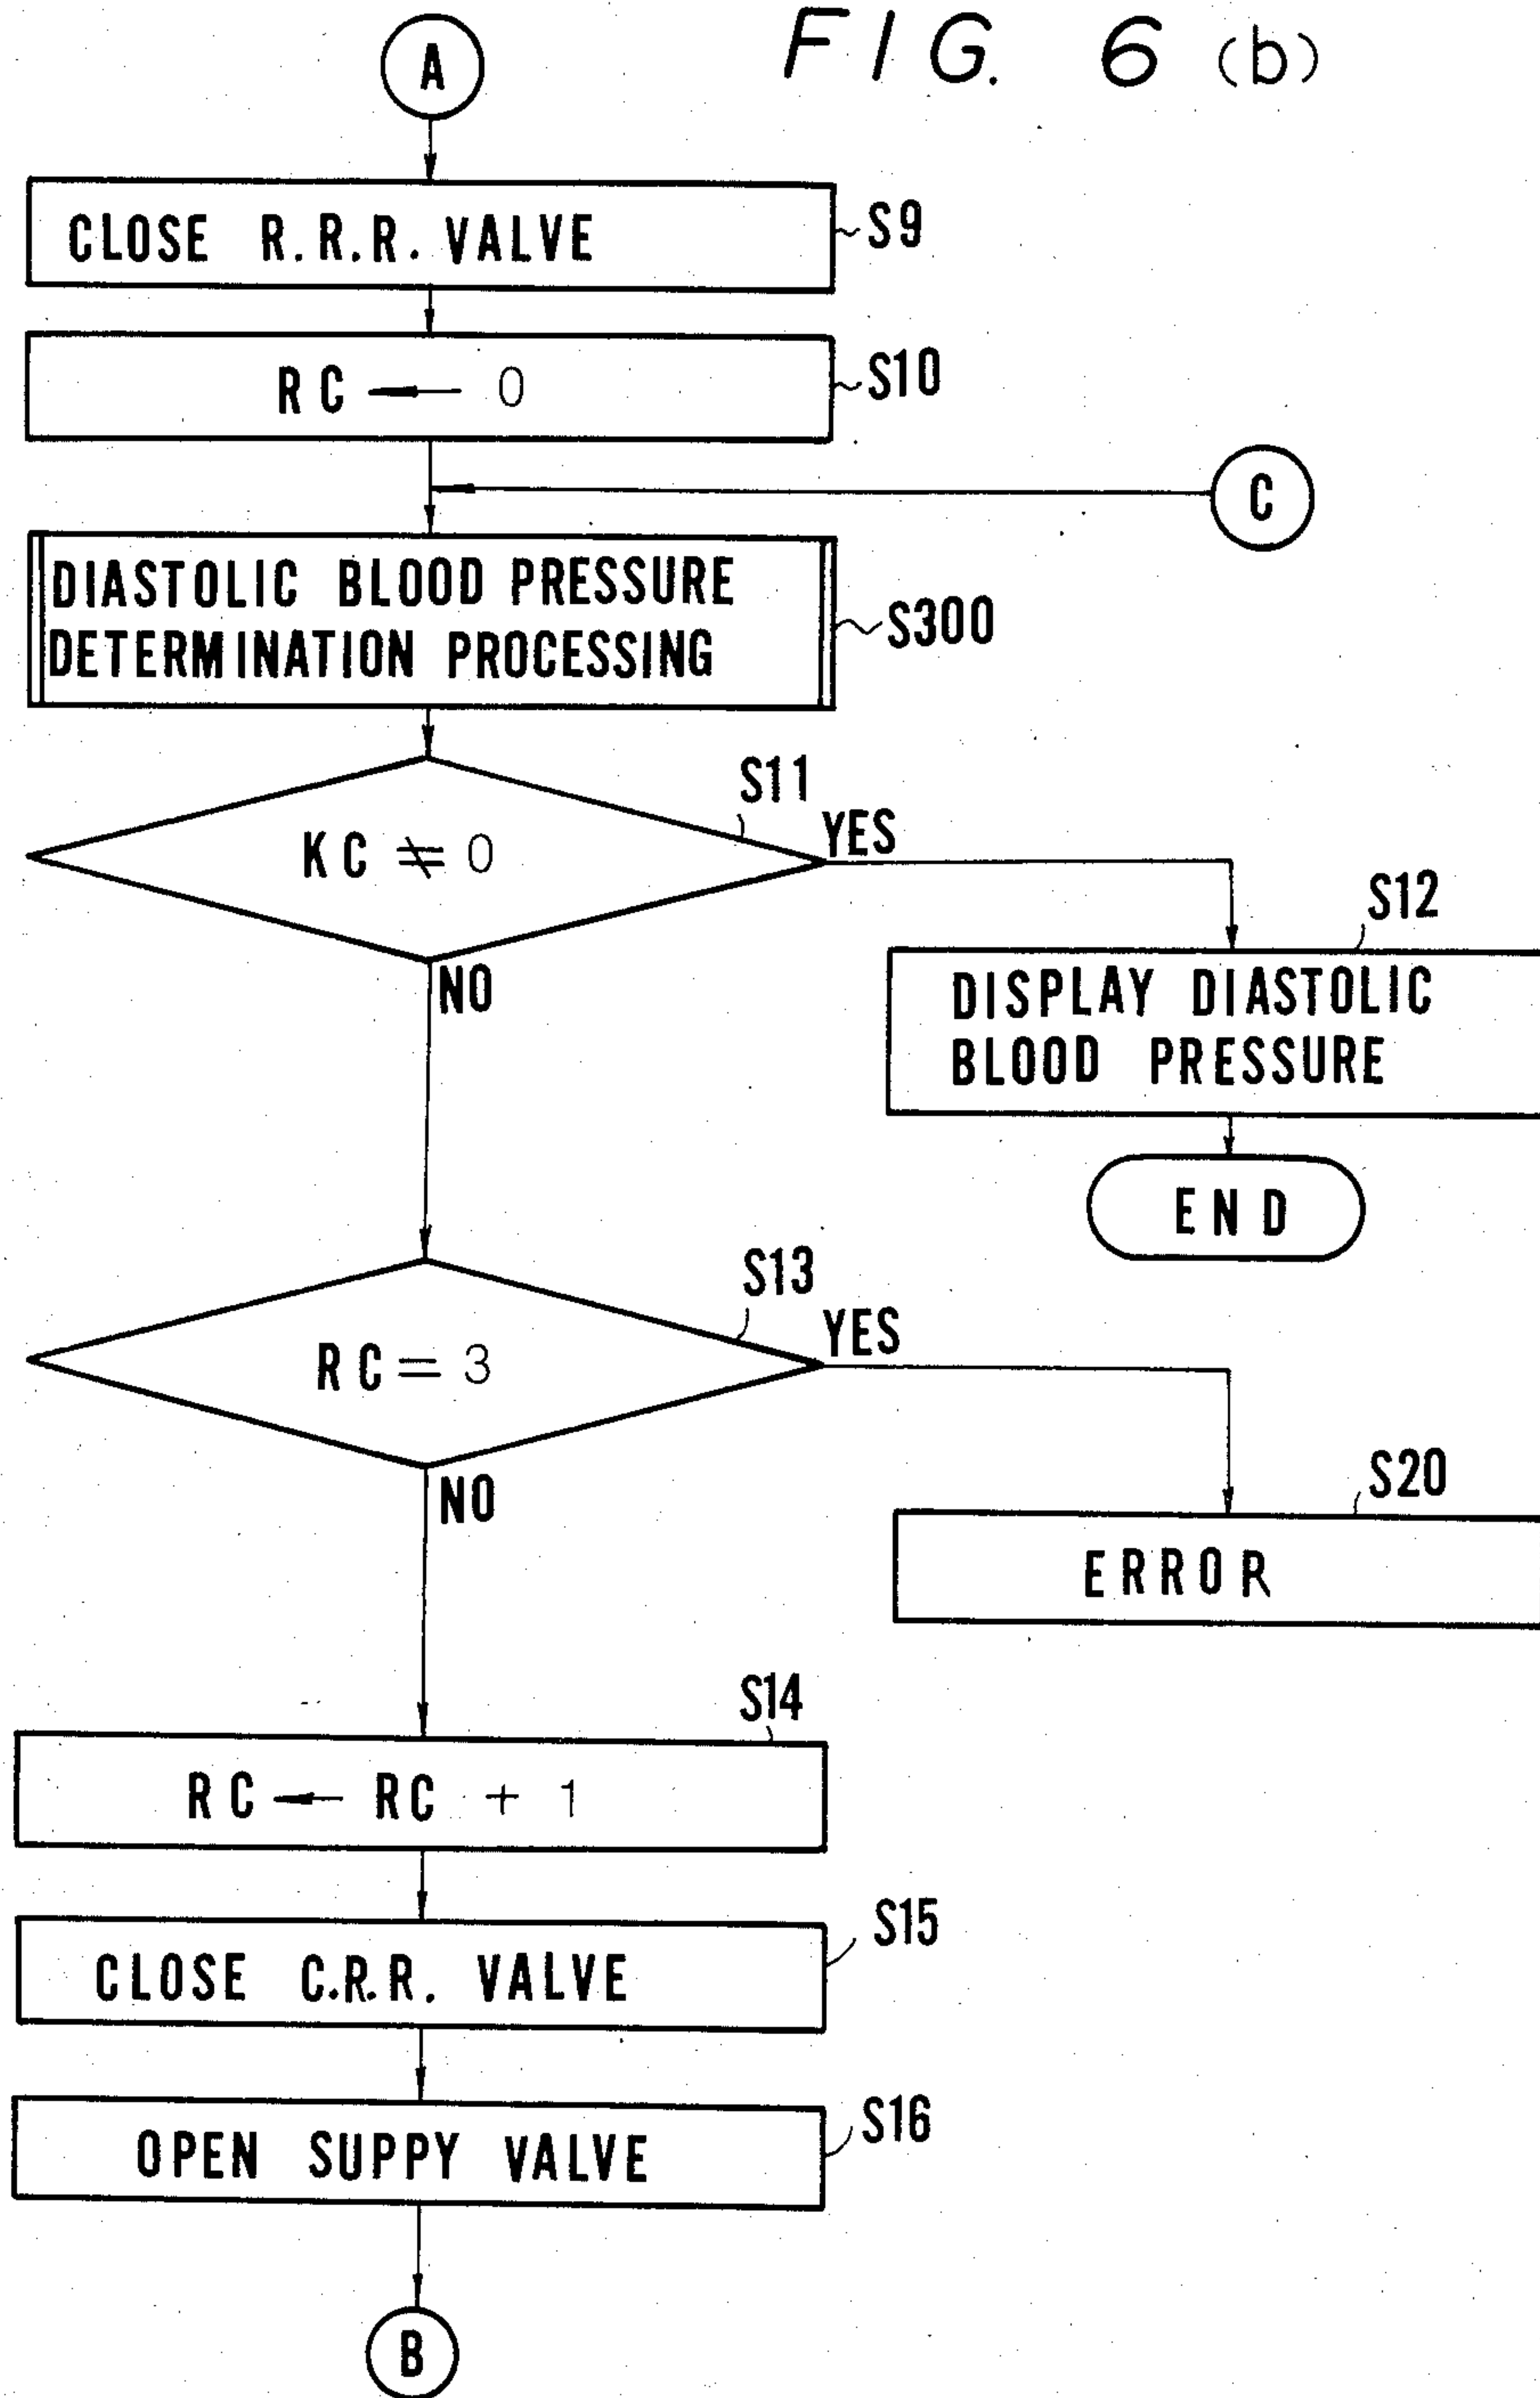 FIG. 6 (b)
A
CLOSE R.R.R. VALVE
S9
RC ← 0
S10
C
DIASTOLIC BLOOD PRESSURE
DETERMINATION PROCESSING
S300
S11
KC ≠ 0
YES
NO
S12
DISPLAY DIASTOLIC
BLOOD PRESSURE
END
S13
RC = 3
YES
NO
S20
ERROR
S14
RC ← RC + 1
S15
CLOSE C.R.R. VALVE
S16
OPEN SUPPY VALVE
B